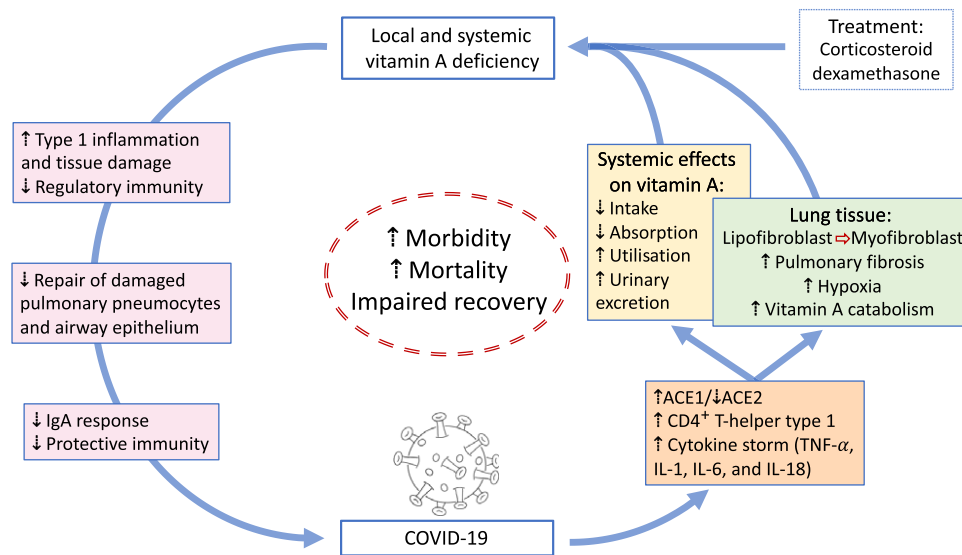 Local and systemic
vitamin A deficiency
Treatment:
Corticosteroid
dexamethasone
⇡ Type 1 inflammation
and tissue damage
⇣ Regulatory immunity
⇣ Repair of damaged
pulmonary pneumocytes
and airway epithelium
⇣ IgA response
⇣ Protective immunity
⇡ Morbidity
⇡ Mortality
Impaired recovery
Systemic effects
on vitamin A:
⇣ Intake
⇣ Absorption
⇡ Utilisation
⇡ Urinary
excretion
Lung tissue:
Lipofibroblast ⇨ Myofibroblast
⇡ Pulmonary fibrosis
⇡ Hypoxia
⇡ Vitamin A catabolism
⇡ACE1/⇣ACE2
⇡ CD4⁺ T-helper type 1
⇡ Cytokine storm (TNF-α,
IL-1, IL-6, and IL-18)
COVID-19